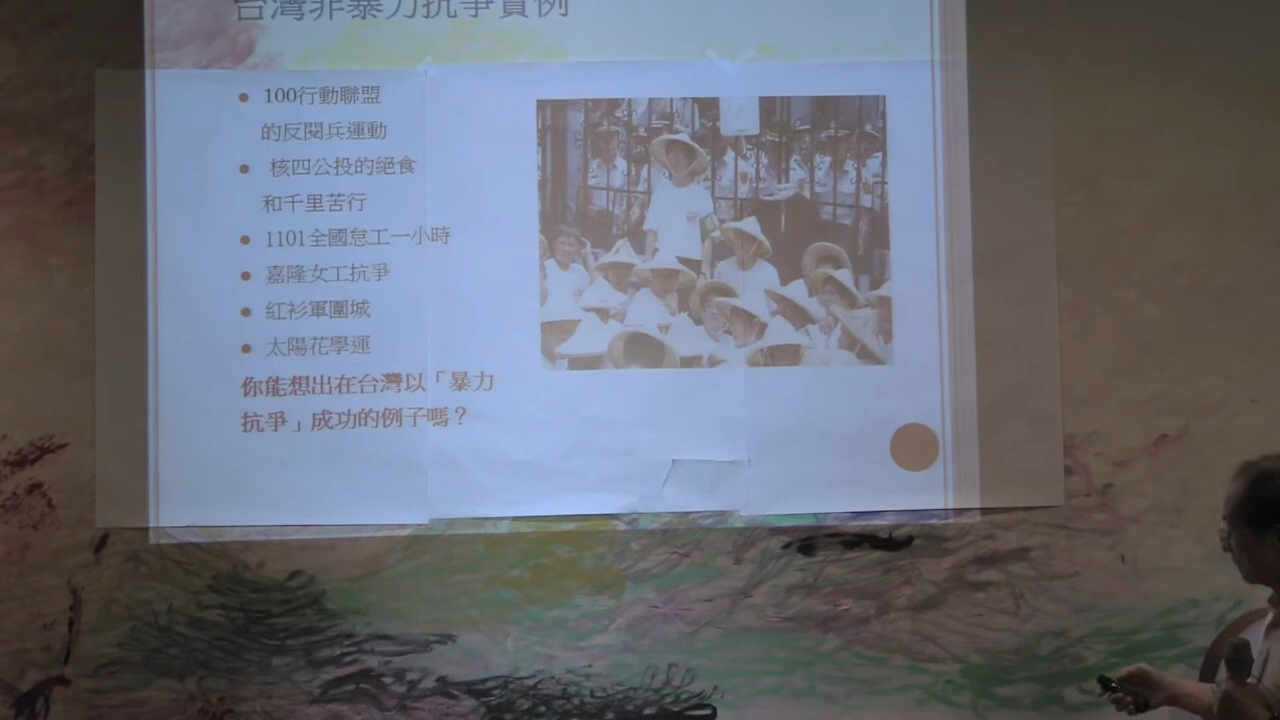 台灣非暴力抗爭實例
100行動聯盟
的反閱兵運動
核四公投的絕食
和千里苦行
1101全國怠工一小時
嘉隆女工抗爭
紅衫軍圍城
太陽花學運
你能想出在台灣以「暴力
抗爭」成功的例子嗎？